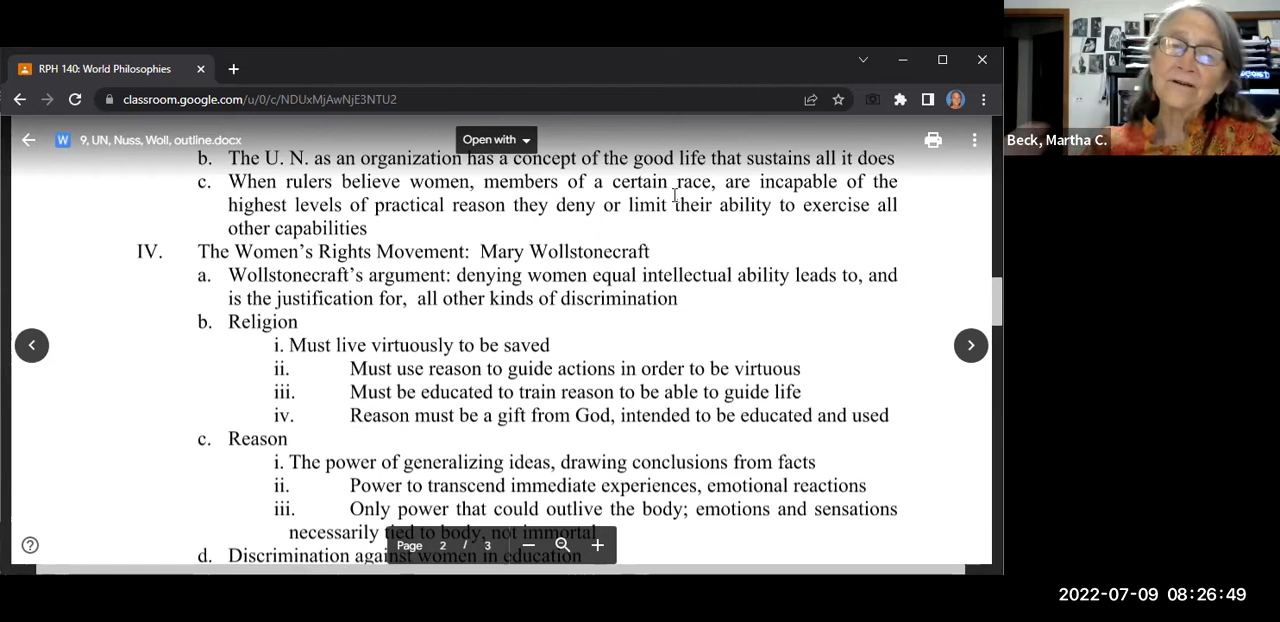 RPH 140: World Philosophies
classroom.google.com/u/0/c/NDUxMjAwNjE3NTU2
W 9, UN, Nuss, Woll, outline.docx
Open with
Beck, Martha C.
b. The U. N. as an organization has a concept of the good life that sustains all it does
c. When rulers believe women, members of a certain race, are incapable of the
highest levels of practical reason they deny or limit their ability to exercise all
other capabilities
IV. The Women's Rights Movement: Mary Wollstonecraft
a. Wollstonecraft's argument: denying women equal intellectual ability leads to, and
is the justification for, all other kinds of discrimination
b. Religion
i. Must live virtuously to be saved
ii. Must use reason to guide actions in order to be virtuous
iii. Must be educated to train reason to be able to guide life
iv. Reason must be a gift from God, intended to be educated and used
c. Reason
i. The power of generalizing ideas, drawing conclusions from facts
ii. Power to transcend immediate experiences, emotional reactions
iii. Only power that could outlive the body; emotions and sensations
necessarily tied to body, not immortal
Page 2 / 3
d. Discrimination against women in education
2022-07-09 08:26:49